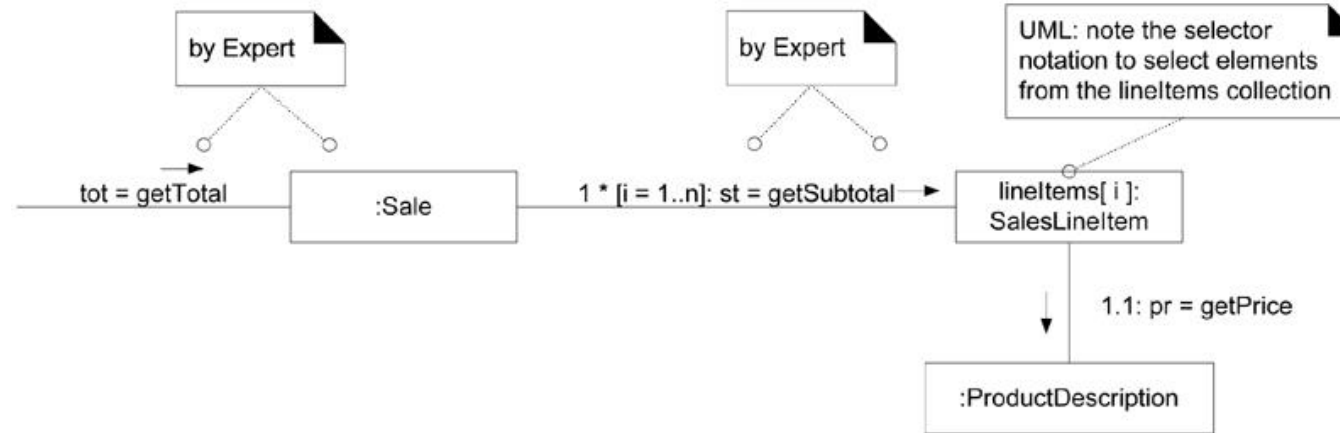 by Expert
by Expert
UML: note the selector
notation to select elements
from the lineItems collection
tot = getTotal
:Sale
1 * [i = 1..n]: st = getSubtotal
lineItems[ i ]:
SalesLineItem
1.1: pr = getPrice
:ProductDescription